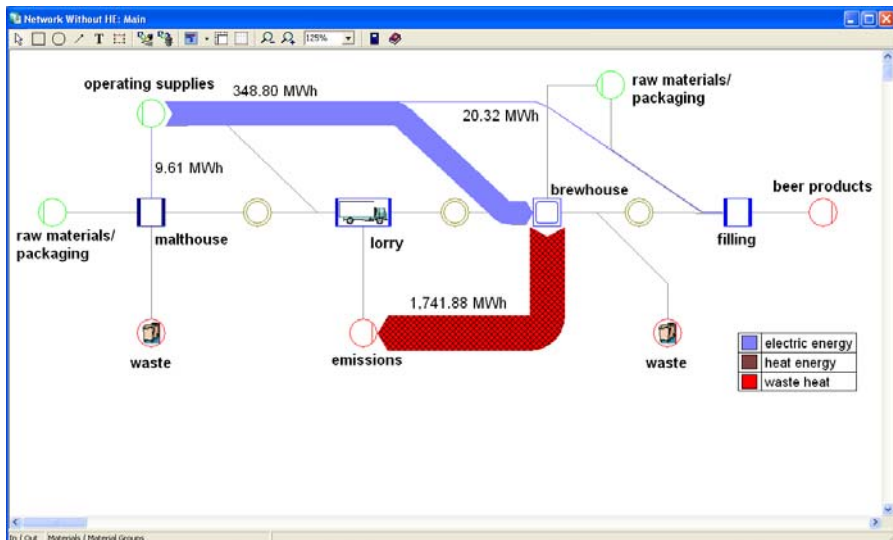 Network Without HE: Main
T
125%
operating supplies
348.80 MWh
raw materials/
packaging
20.32 MWh
9.61 MWh
brewhouse
beer products
raw materials/
packaging
malthouse
lorry
filling
1,741.88 MWh
waste
emissions
waste
electric energy
heat energy
waste heat
In / Out Materials / Material Groups